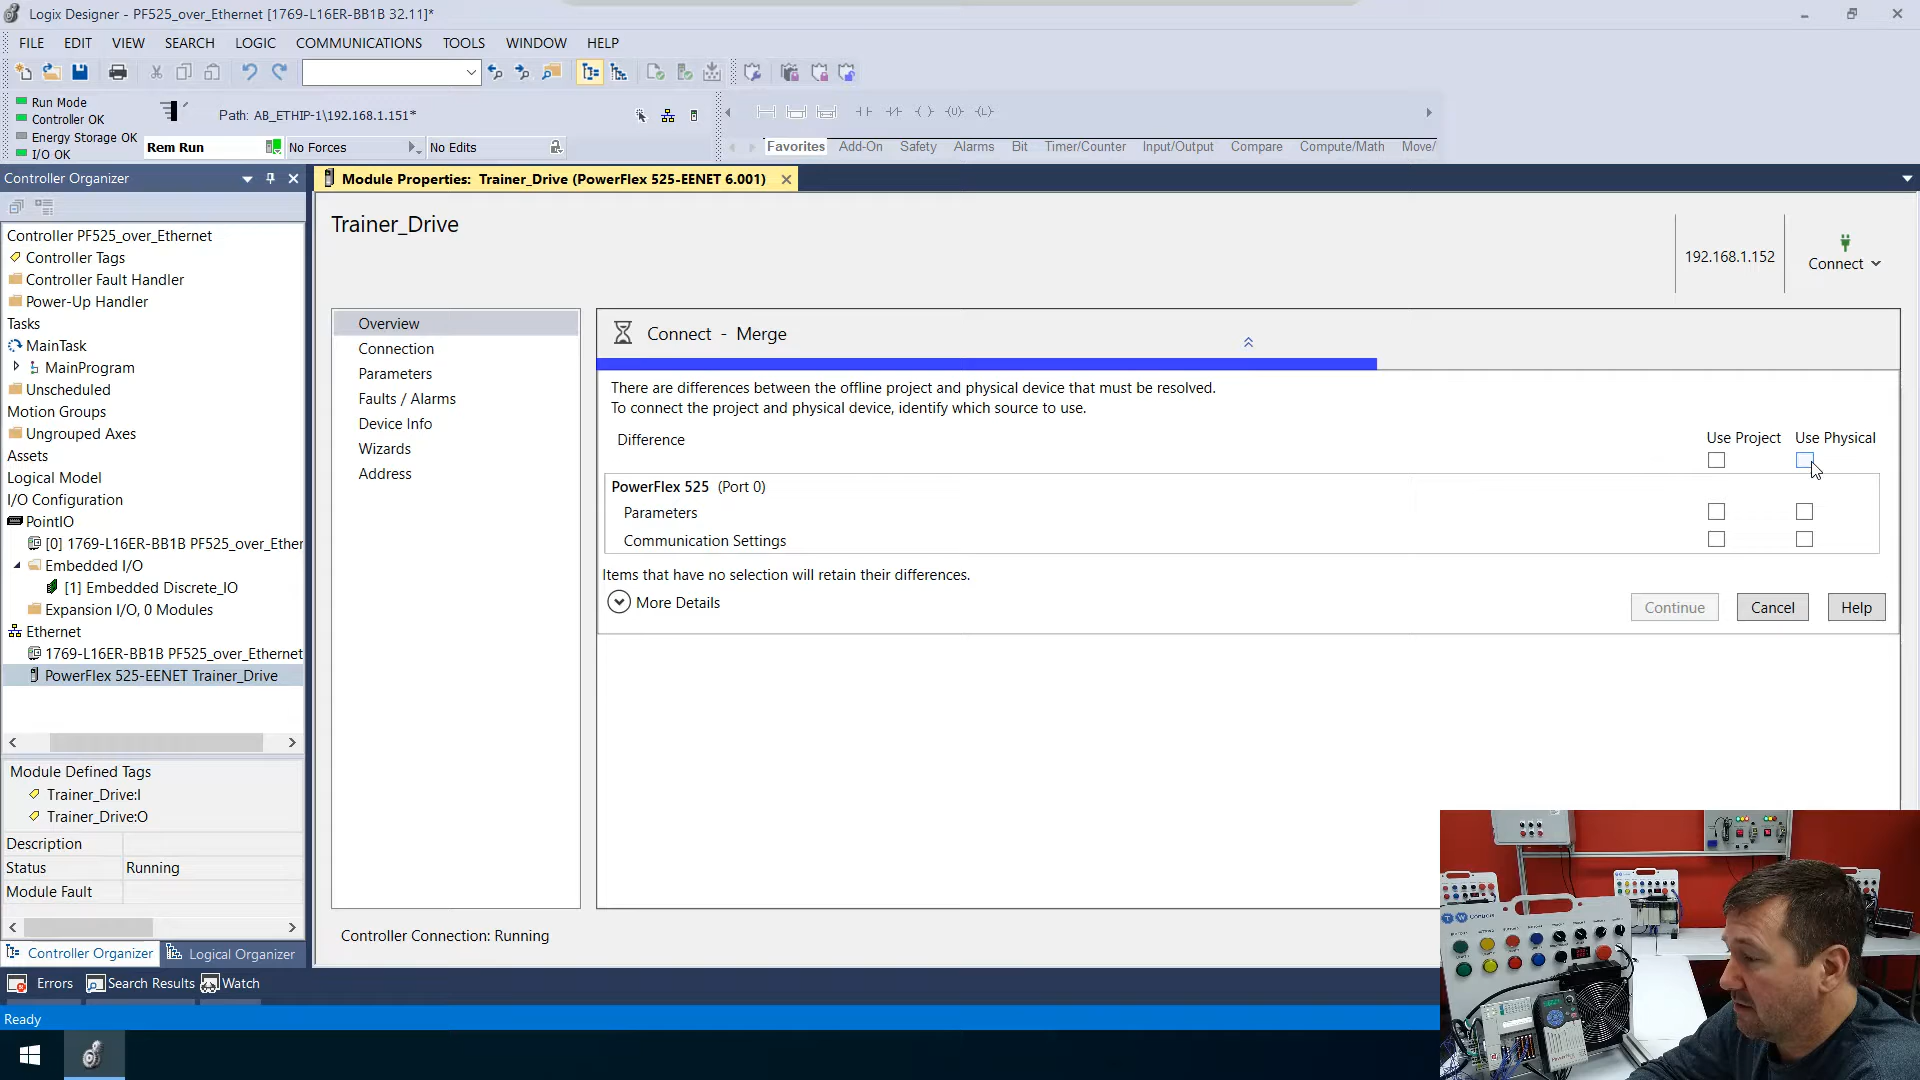 Logix Designer - PF525_over_Ethernet [1769-L16ER-BB1B 32.11]*
FILE EDIT VIEW SEARCH LOGIC COMMUNICATIONS TOOLS WINDOW HELP
Run Mode
Controller OK
Energy Storage OK
I/O OK
Path: AB_ETHIP-1\192.168.1.151*
Rem Run No Forces No Edits
Favorites Add-On Safety Alarms Bit Timer/Counter Input/Output Compare Compute/Math Move/
Controller Organizer
Controller PF525_over_Ethernet
Controller Tags
Controller Fault Handler
Power-Up Handler
Tasks
MainTask
MainProgram
Unscheduled
Motion Groups
Ungrouped Axes
Assets
Logical Model
I/O Configuration
PointIO
[0] 1769-L16ER-BB1B PF525_over_Ether
Embedded I/O
[1] Embedded Discrete_IO
Expansion I/O, 0 Modules
Ethernet
1769-L16ER-BB1B PF525_over_Ethernet
PowerFlex 525-EENET Trainer_Drive
Module Defined Tags
Trainer_Drive:I
Trainer_Drive:O
Description
Status Running
Module Fault
Controller Organizer Logical Organizer
Module Properties: Trainer_Drive (PowerFlex 525-EENET 6.001)
Trainer_Drive
192.168.1.152
Connect
Overview
Connection
Parameters
Faults / Alarms
Device Info
Wizards
Address
Connect - Merge
There are differences between the offline project and physical device that must be resolved.
To connect the project and physical device, identify which source to use.
Difference Use Project Use Physical
PowerFlex 525 (Port 0)
Parameters
Communication Settings
Items that have no selection will retain their differences.
More Details
Continue Cancel Help
Controller Connection: Running
Errors Search Results Watch
Ready